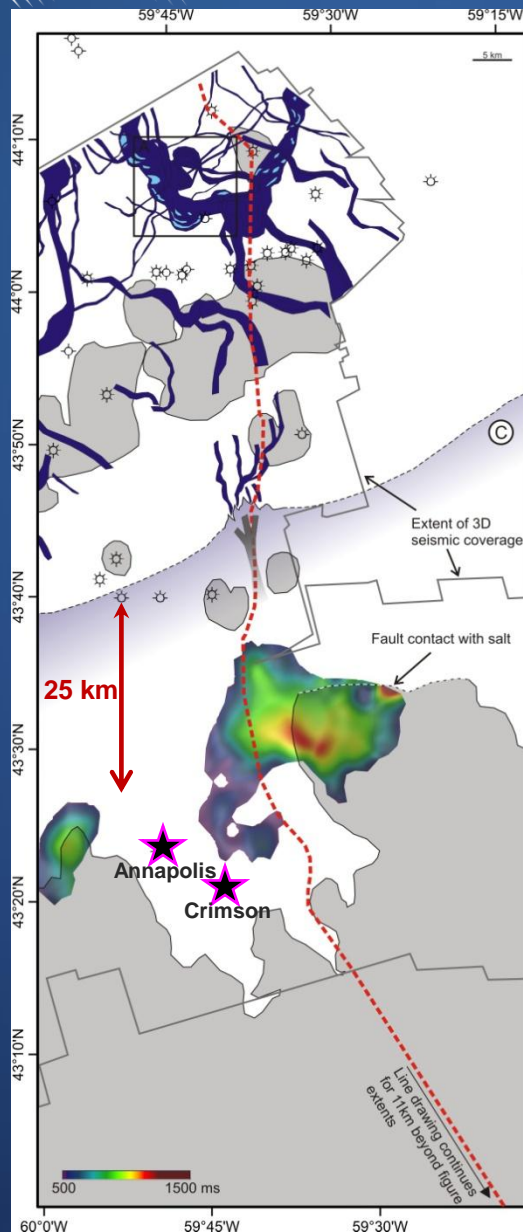 59°45'W 59°30'W 59°15'W
5 km
44°10'N
44°0'N
43°50'N
C
Extent of 3D
seismic coverage
43°40'N
Fault contact with salt
25 km
43°30'N
Annapolis
43°20'N
Crimson
43°10'N
Line drawing continues
for 11km beyond figure
extents
500 1500 ms
60°0'W 59°45'W 59°30'W